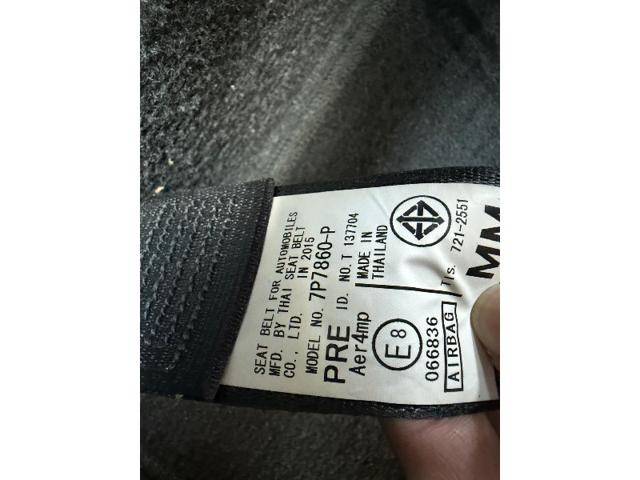 SEAT BELT FOR AUTOMOBILES
MFD. BY THAI SEAT BELT
CO., LTD. IN 2015
MODEL NO. 7P7860-P
PRE ID. NO. T 137704
Aer4mp
MADE IN
THAILAND
E8
066836
AIRBAG
Tis. 721-2551
MM